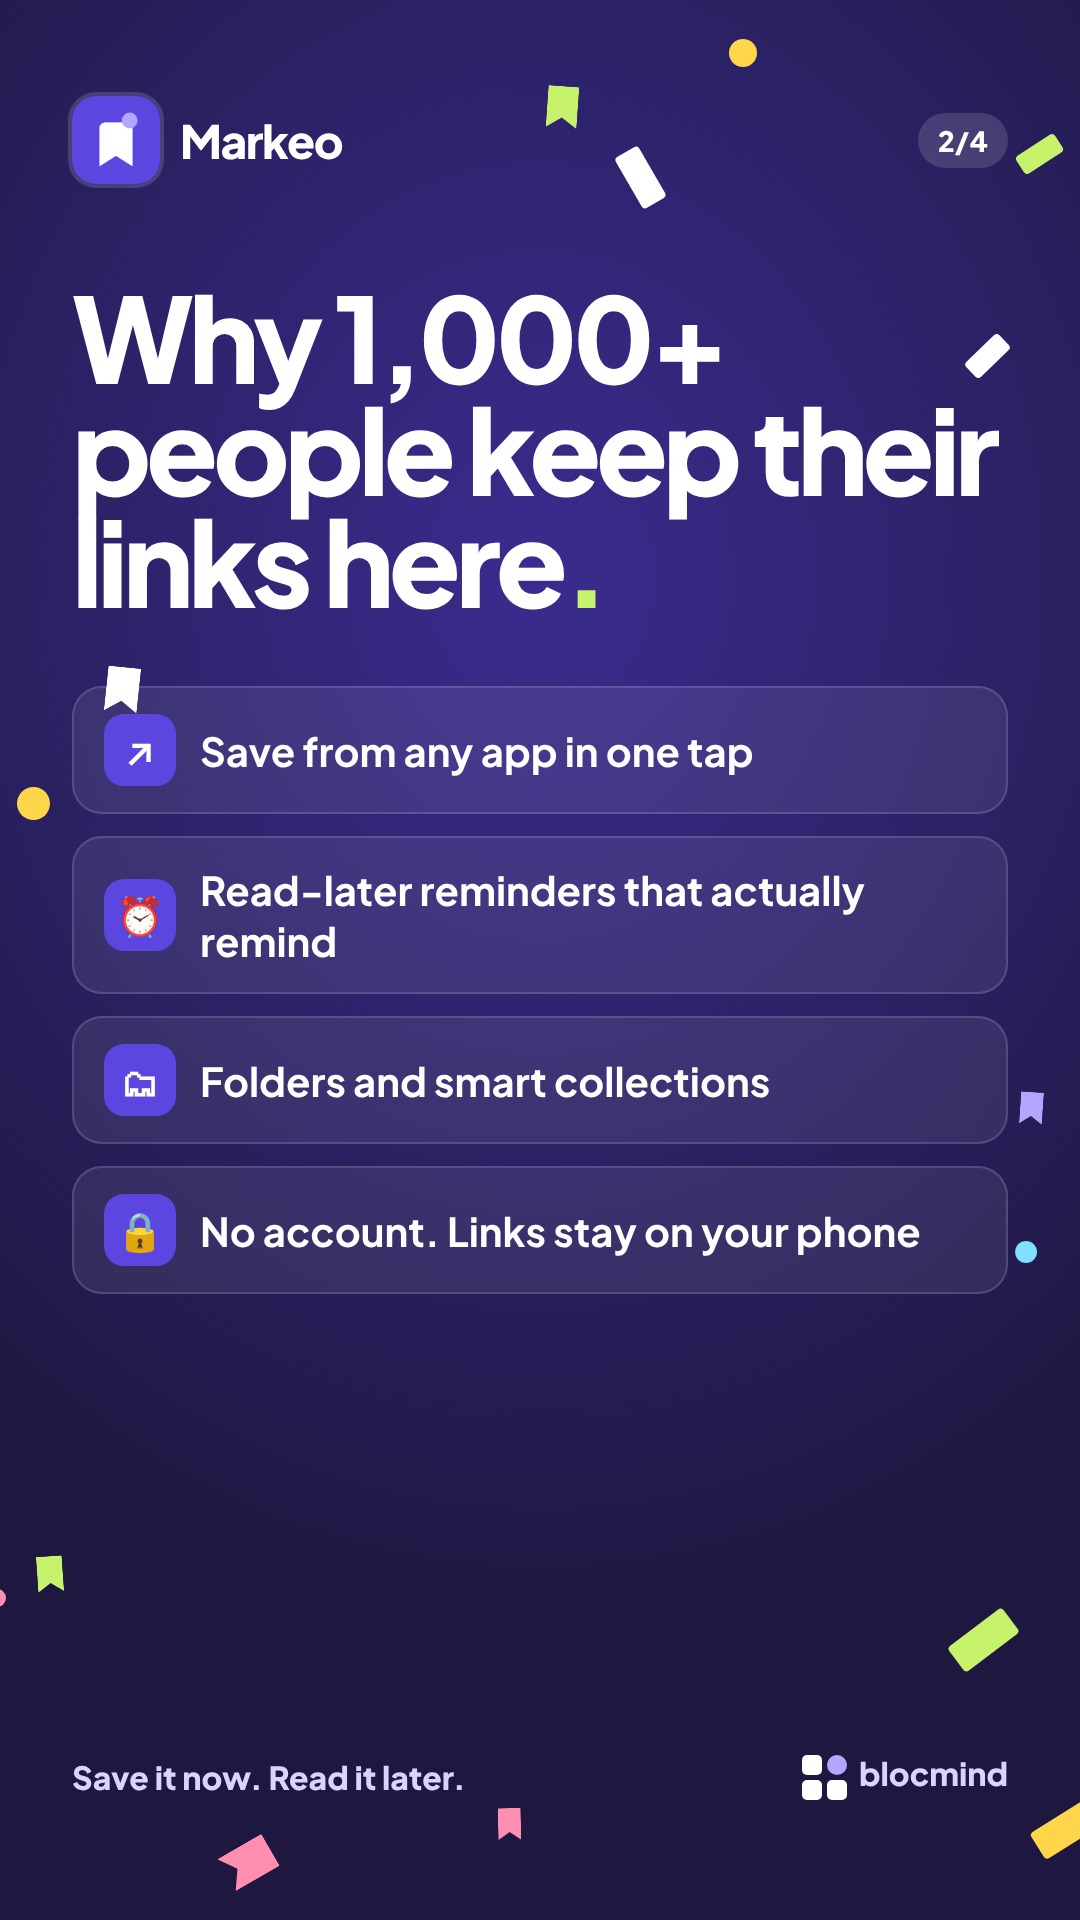 Markeo
2/4
Why 1,000+
people keep their
links here.
Save from any app in one tap
Read-later reminders that actually
remind
Folders and smart collections
No account. Links stay on your phone
Save it now. Read it later.
blocmind